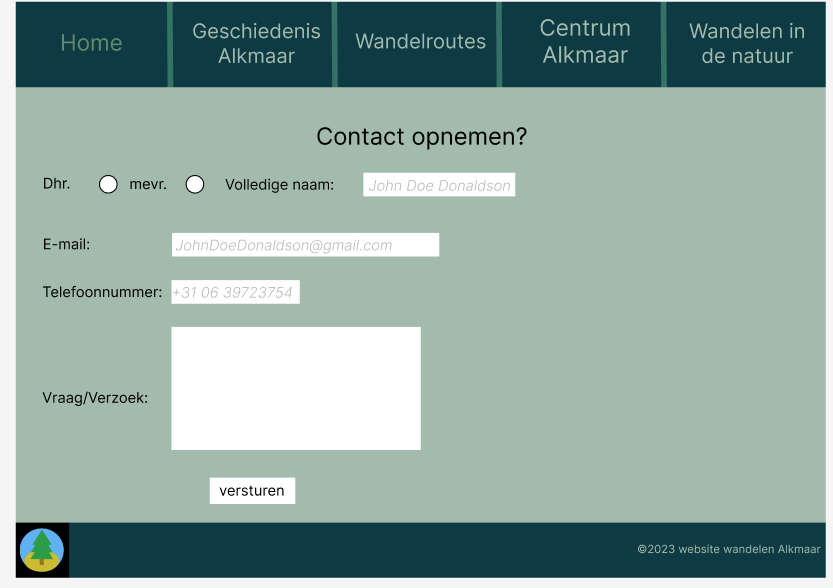 Home
Geschiedenis
Alkmaar
Wandelroutes
Centrum
Alkmaar
Wandelen in
de natuur
Contact opnemen?
Dhr. mevr. Volledige naam: John Doe Donaldson
E-mail: JohnDoeDonaldson@gmail.com
Telefoonnummer: +31 06 39723754
Vraag/Verzoek:
versturen
©2023 website wandelen Alkmaar